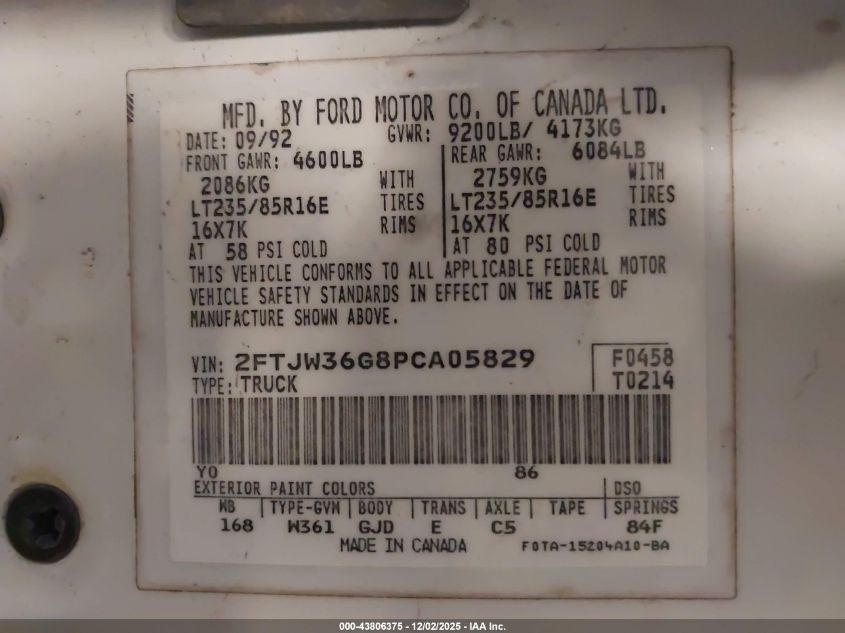 MFD. BY FORD MOTOR CO. OF CANADA LTD.
DATE: 09/92 GVWR: 9200LB/ 4173KG
FRONT GAWR: 4600LB REAR GAWR: 6084LB
2086KG WITH 2759KG WITH
LT235/85R16E TIRES LT235/85R16E TIRES
16X7K RIMS 16X7K RIMS
AT 58 PSI COLD AT 80 PSI COLD
THIS VEHICLE CONFORMS TO ALL APPLICABLE FEDERAL MOTOR
VEHICLE SAFETY STANDARDS IN EFFECT ON THE DATE OF
MANUFACTURE SHOWN ABOVE.
VIN: 2FTJW36G8PCA05829 F0458
TYPE: TRUCK T0214
YO 86
EXTERIOR PAINT COLORS DSO
WB TYPE-GVW BODY TRANS AXLE TAPE SPRINGS
168 W361 GJD E C5 84F
MADE IN CANADA F0TA-15204A10-BA
000-43806375 - 12/02/2025 - IAA Inc.